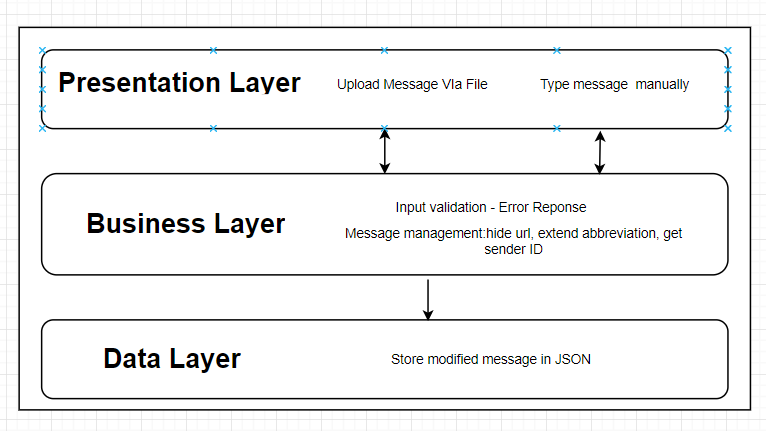 Presentation Layer
Upload Message VIa File
Type message manually
Business Layer
Input validation - Error Reponse
Message management:hide url, extend abbreviation, get
sender ID
Data Layer
Store modified message in JSON